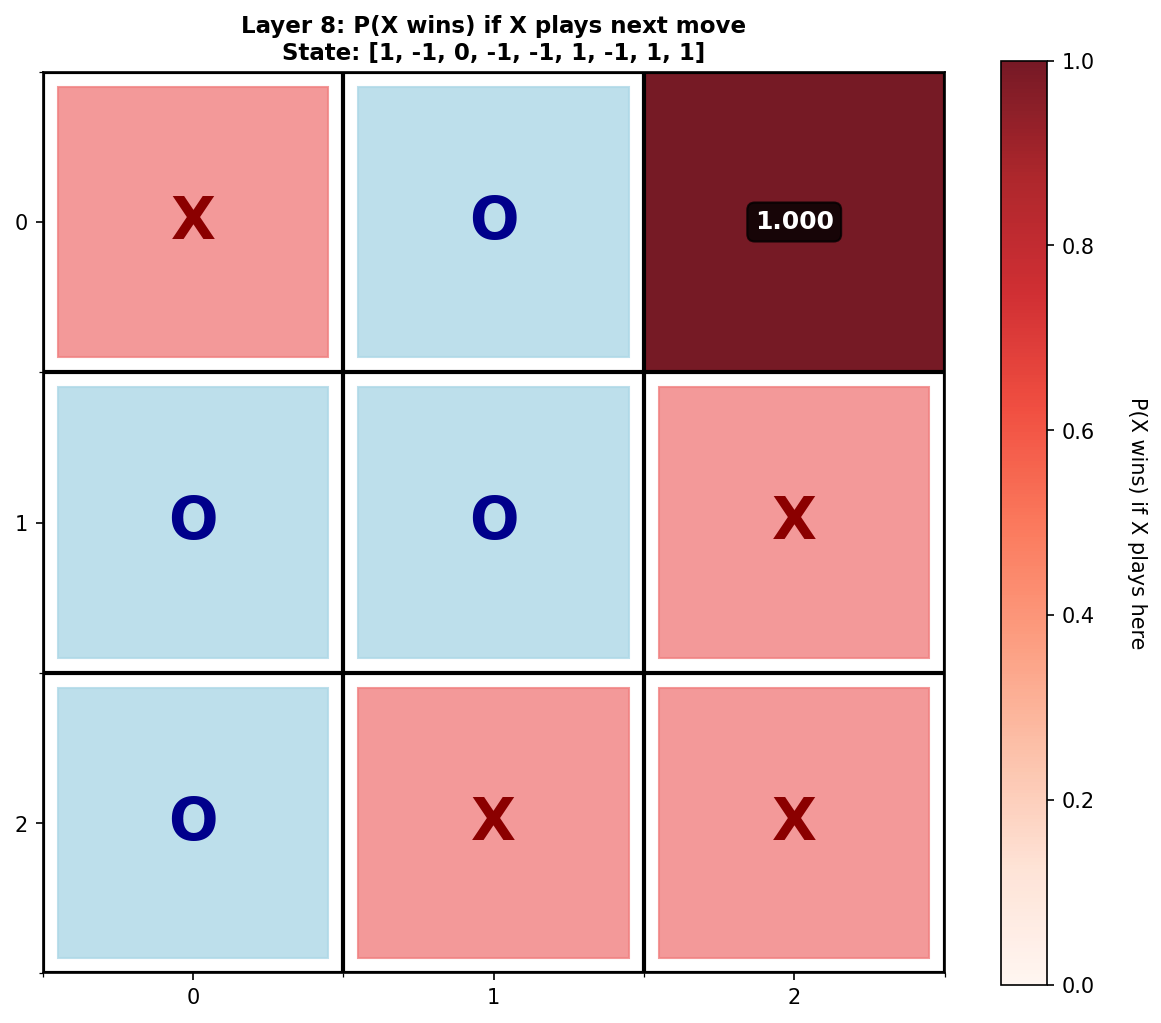 Layer 8: P(X wins) if X plays next move
State: [1, -1, 0, -1, -1, 1, -1, 1, 1]
1.0
0 X O 1.000
0.8
0.6
1 O O X
P(X wins) if X plays here
0.4
2 O X X
0.2
0.0
0 1 2